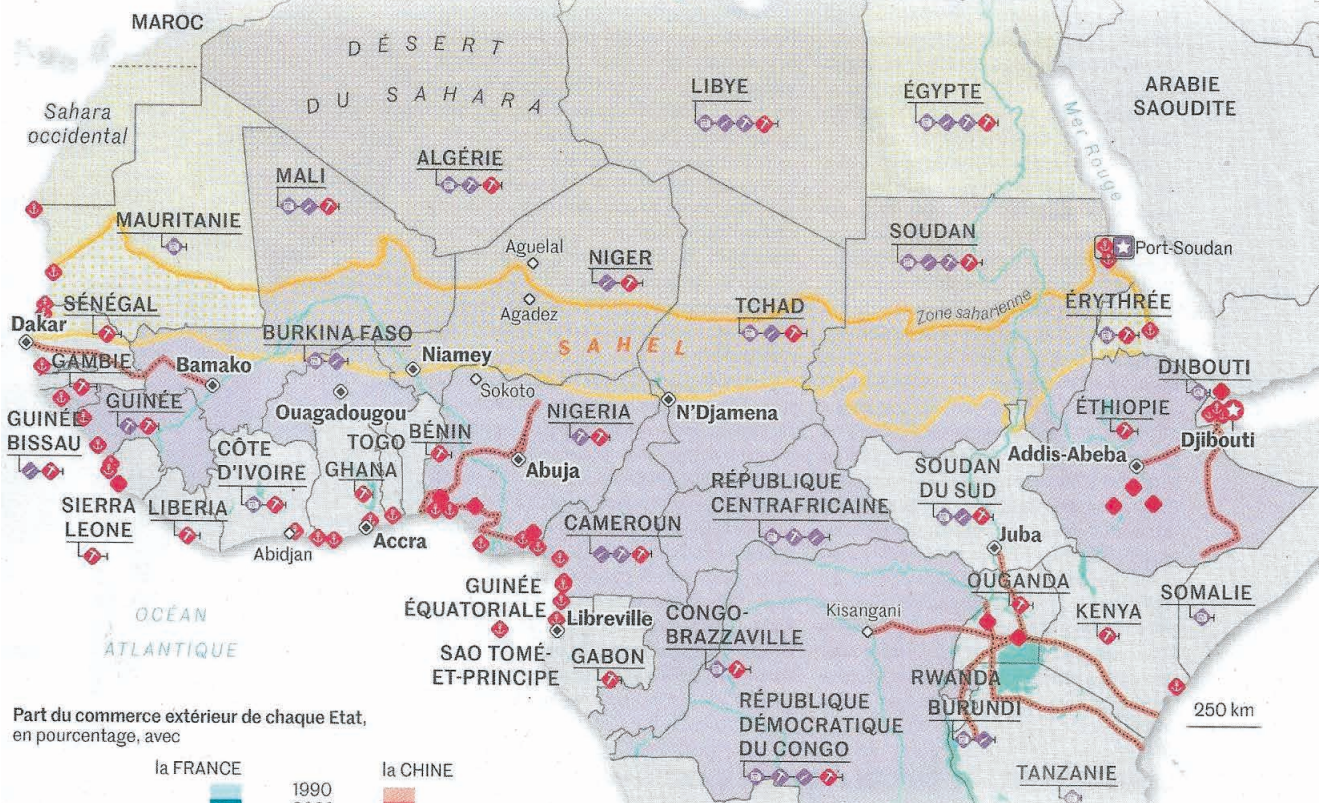 MAROC
DÉSERT
DU SAHARA
LIBYE
ÉGYPTE
ARABIE
SAOUDITE
Sahara
occidental
Mer Rouge
MALI
ALGÉRIE
MAURITANIE
Aguelal
NIGER
SOUDAN
Port-Soudan
Agadez
TCHAD
Zone saharienne
ÉRYTHRÉE
SÉNÉGAL
Dakar
BURKINA FASO
SAHEL
GAMBIE
Bamako
Niamey
Sokoto
DJIBOUTI
GUINÉE
Ouagadougou
NIGERIA
N'Djamena
ÉTHIOPIE
GUINÉE
BISSAU
CÔTE
D'IVOIRE
TOGO
BÉNIN
GHANA
Abuja
Djibouti
Addis-Abeba
SOUDAN
DU SUD
RÉPUBLIQUE
CENTRAFRICAINE
SIERRA
LEONE
LIBERIA
Abidjan
Accra
CAMEROUN
Juba
GUINÉE
ÉQUATORIALE
OUGANDA
SOMALIE
KENYA
OCÉAN
ATLANTIQUE
Libreville
CONGO-
BRAZZAVILLE
Kisangani
SAO TOMÉ-
ET-PRINCIPE
GABON
RWANDA
BURUNDI
RÉPUBLIQUE
DÉMOCRATIQUE
DU CONGO
250 km
TANZANIE
Part du commerce extérieur de chaque Etat,
en pourcentage, avec
la FRANCE
1990
la CHINE